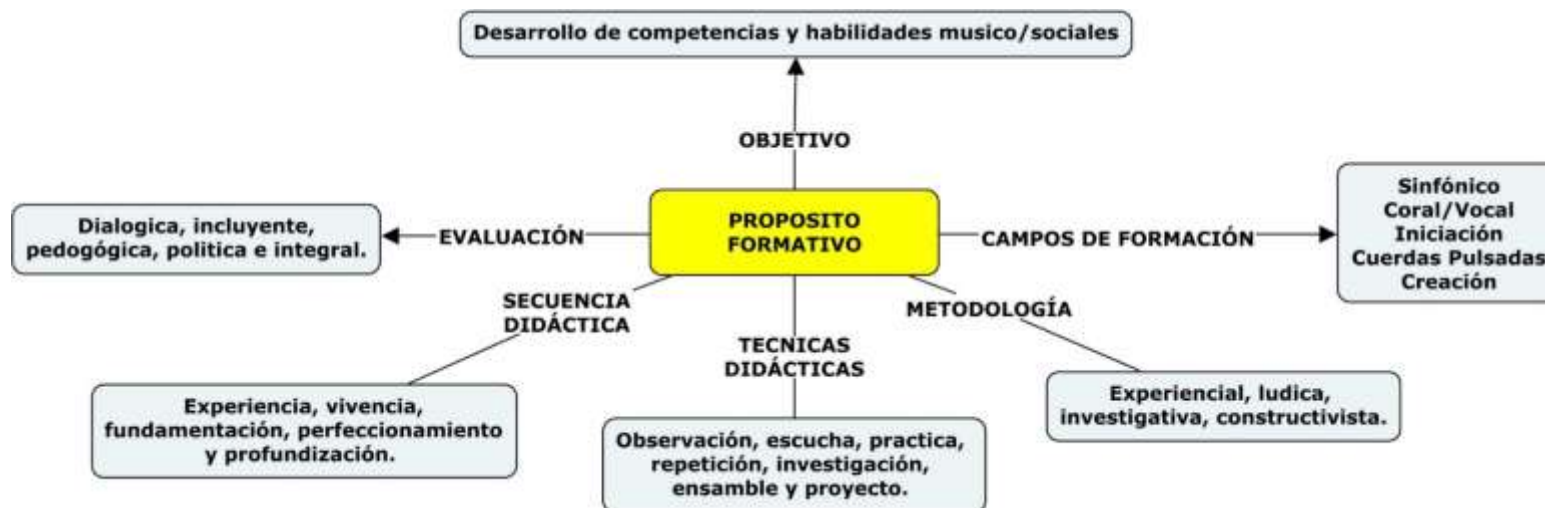 Desarrollo de competencias y habilidades musico/sociales
OBJETIVO
PROPOSITO
FORMATIVO
EVALUACIÓN
Dialogica, incluyente,
pedogógica, politica e integral.
CAMPOS DE FORMACIÓN
Sinfónico
Coral/Vocal
Iniciación
Cuerdas Pulsadas
Creación
SECUENCIA
DIDÁCTICA
Experiencia, vivencia,
fundamentación, perfeccionamiento
y profundización.
TECNICAS
DIDÁCTICAS
Observación, escucha, practica,
repetición, investigación,
ensamble y proyecto.
METODOLOGÍA
Experiencial, ludica,
investigativa, constructivista.